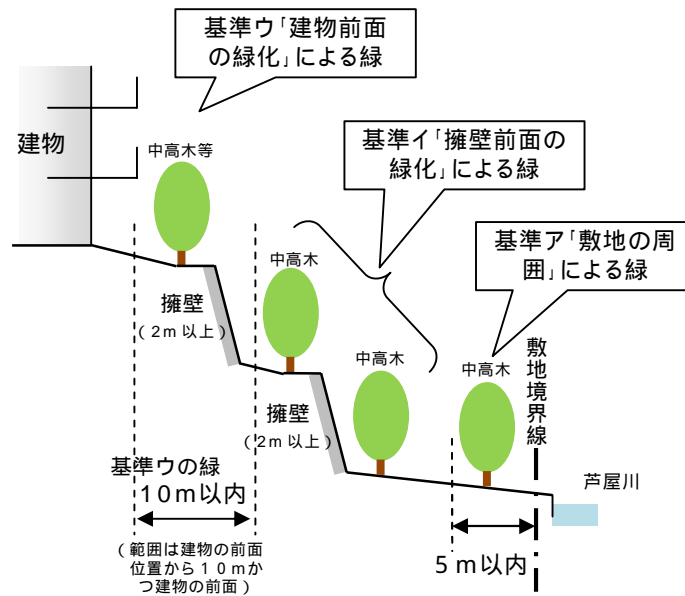 基準ウ｢建物前面
の緑化｣による緑
建物
中高木等
基準イ｢擁壁前面の
緑化｣による緑
基準ア｢敷地の周
囲｣による緑
中高木
擁壁
(2m以上)
敷地境界線
中高木
中高木
擁壁
(2m以上)
基準ウの緑
10m以内
芦屋川
(範囲は建物の前面
位置から10mか
つ建物の前面)
5m以内